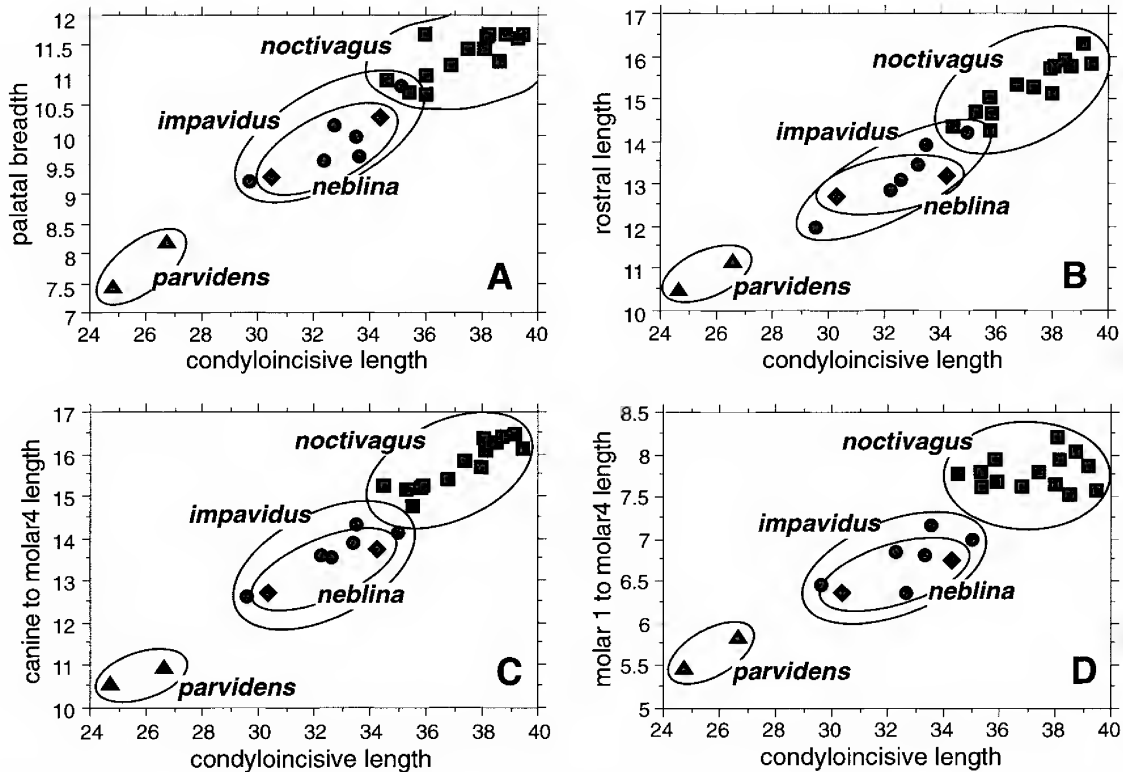 12
11.5
11
10.5
10
9.5
9
8.5
8
7.5
7
palatal breadth
noctivagus
impavidus
neblina
parvidens
A
24 26 28 30 32 34 36 38 40
condyloincisive length
17
16
15
14
13
12
11
10
rostral length
noctivagus
impavidus
neblina
parvidens
B
24 26 28 30 32 34 36 38 40
condyloincisive length
17
16
15
14
13
12
11
10
canine to molar4 length
noctivagus
impavidus
neblina
parvidens
C
24 26 28 30 32 34 36 38 40
condyloincisive length
8.5
8
7.5
7
6.5
6
5.5
5
molar 1 to molar4 length
noctivagus
impavidus
neblina
parvidens
D
24 26 28 30 32 34 36 38 40
condyloincisive length